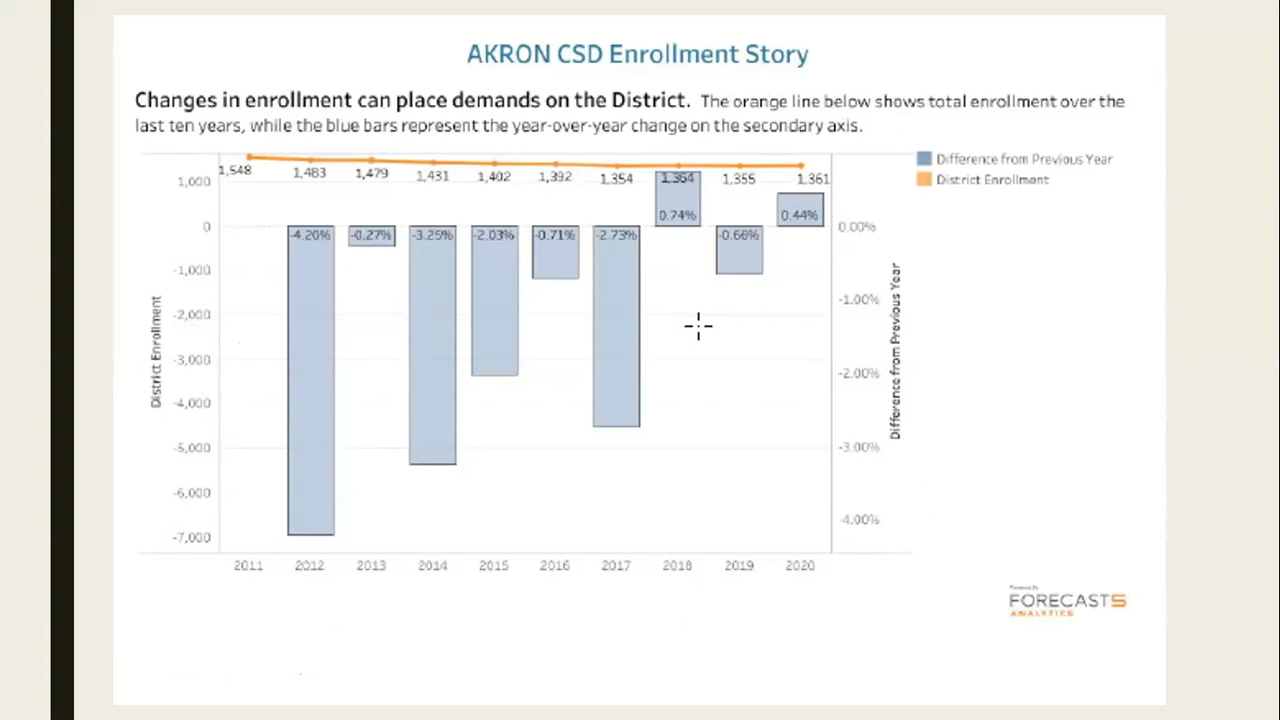 AKRON CSD Enrollment Story
Changes in enrollment can place demands on the District. The orange line below shows total enrollment over the
last ten years, while the blue bars represent the year-over-year change on the secondary axis.
Difference from Previous Year
District Enrollment
1,548 1,483 1,479 1,431 1,402 1,392 1,354 1,364 1,355 1,361
1,000
0.74% 0.44%
0 0.00%
-4.20% -0.27% -3.25% -2.03% -0.71% -2.73% -0.66%
-1,000
-1.00%
-2,000
-3,000
-2.00%
-4,000
-5,000 -3.00%
-6,000
-4.00%
-7,000
District Enrollment
Difference from Previous Year
2011 2012 2013 2014 2015 2016 2017 2018 2019 2020
Powered By
FORECAST5
ANALYTICS